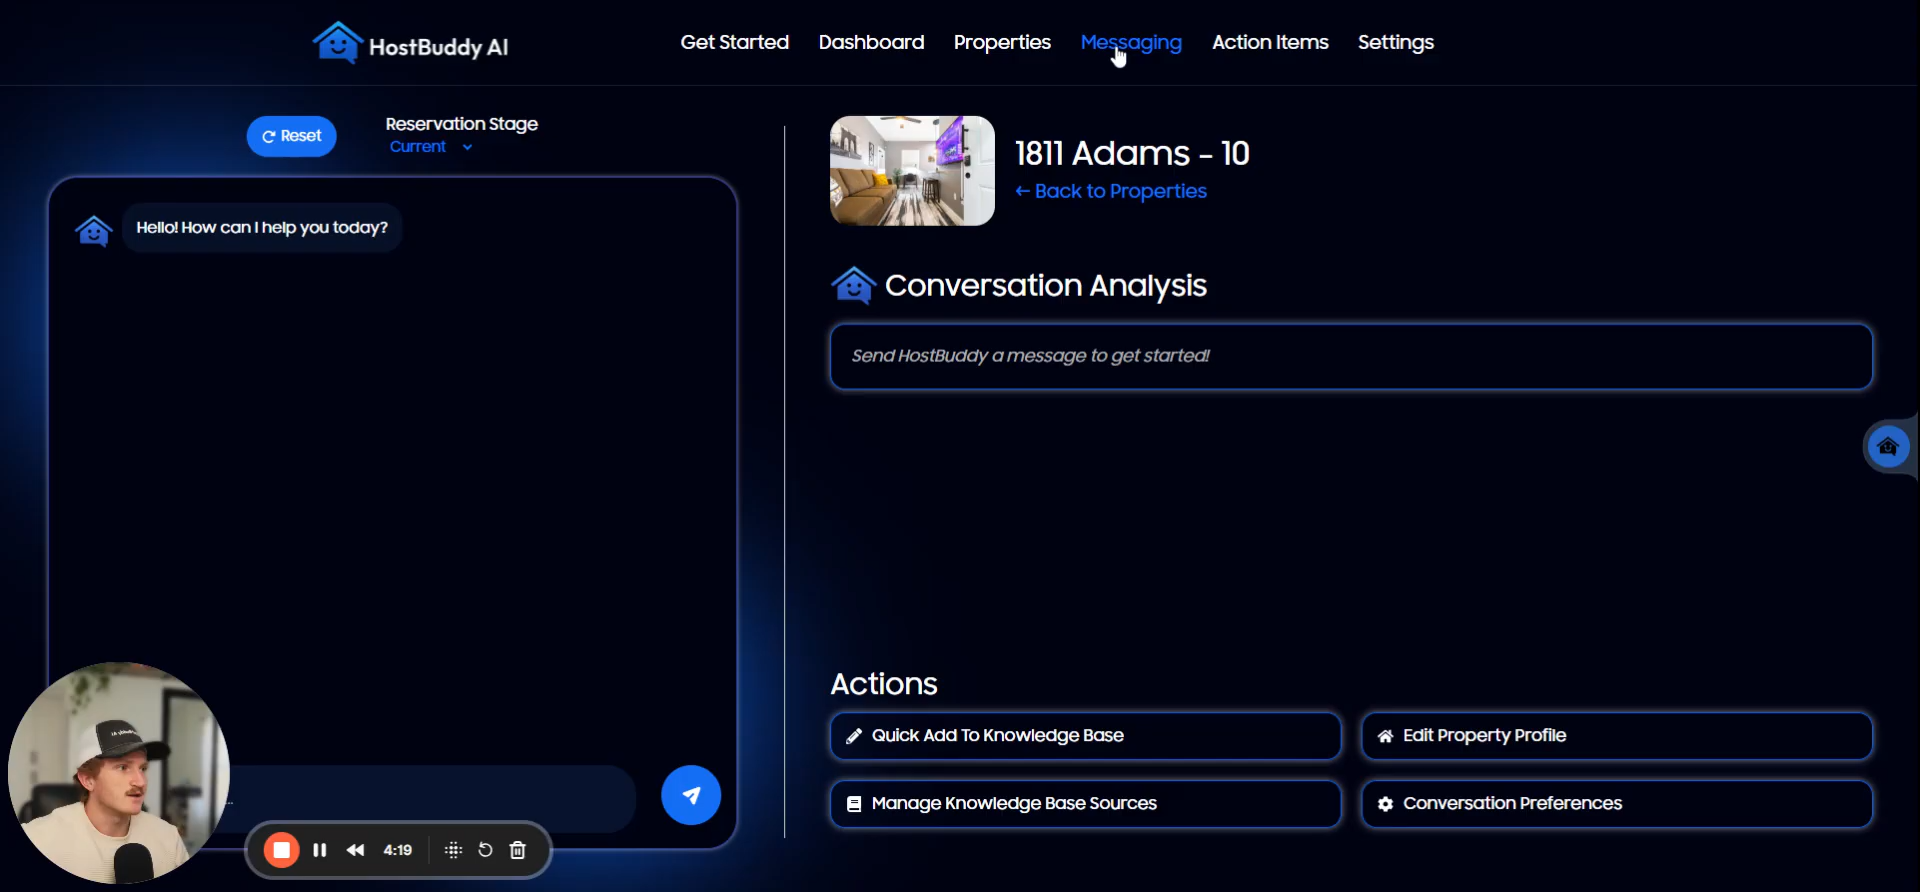 HostBuddy AI
Get Started
Dashboard
Properties
Messaging
Action Items
Settings
Reset
Reservation Stage
Current
Hello! How can I help you today?
1811 Adams - 10
← Back to Properties
Conversation Analysis
Send HostBuddy a message to get started!
Actions
Quick Add To Knowledge Base
Edit Property Profile
Manage Knowledge Base Sources
Conversation Preferences
4:19